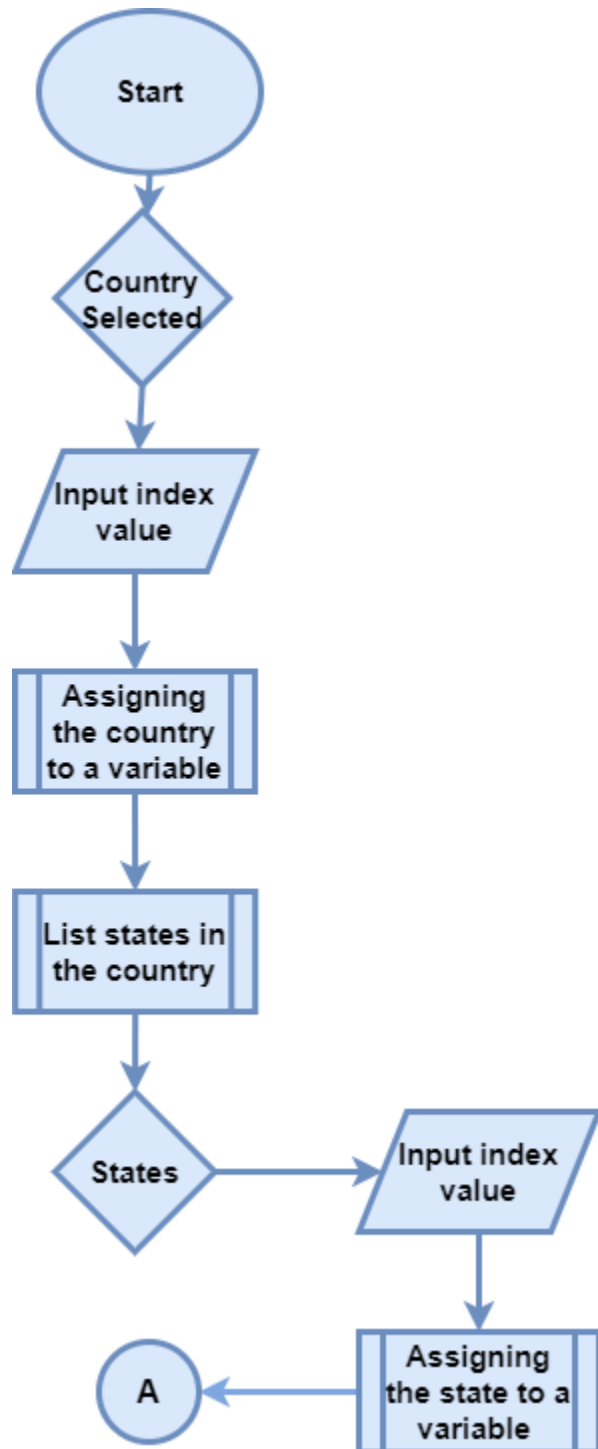 Start
Country
Selected
Input index
value
Assigning
the country
to a variable
List states in
the country
States
Input index
value
Assigning
the state to a
variable
A